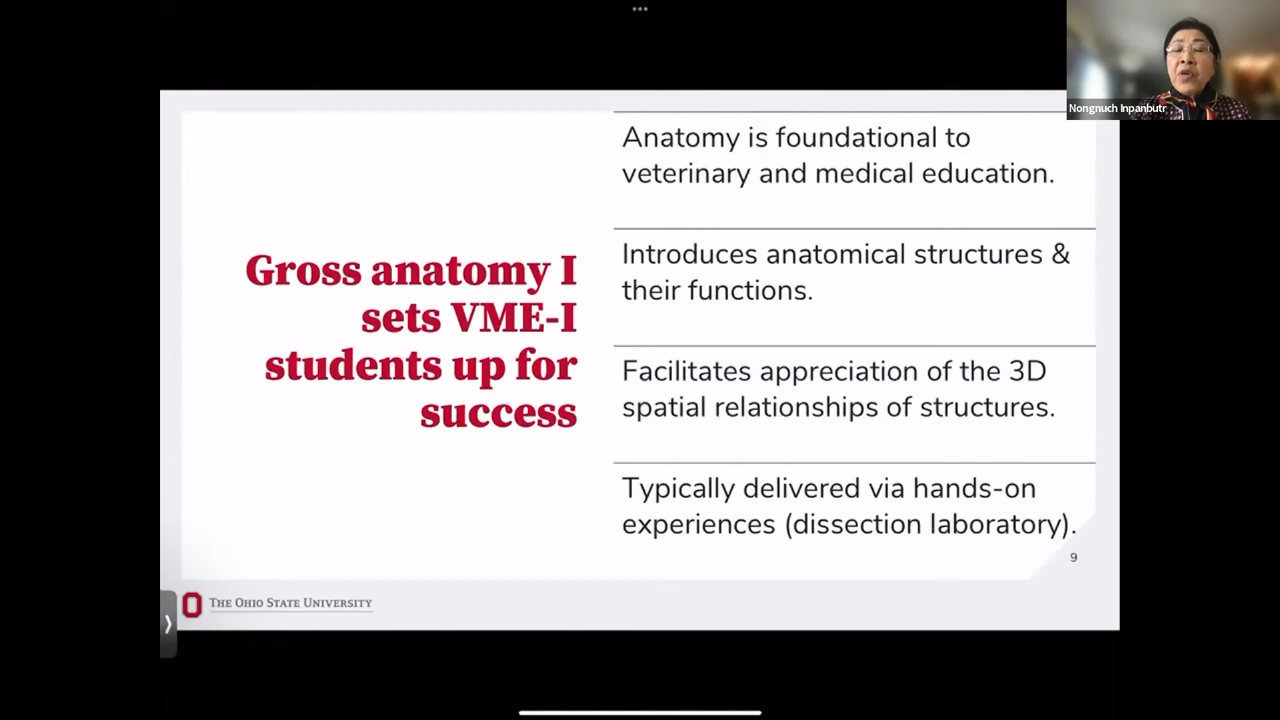 Nongnuch Inpanbutr
Gross anatomy I
sets VME-I
students up for
success
Anatomy is foundational to
veterinary and medical education.
Introduces anatomical structures &
their functions.
Facilitates appreciation of the 3D
spatial relationships of structures.
Typically delivered via hands-on
experiences (dissection laboratory).
9
THE OHIO STATE UNIVERSITY